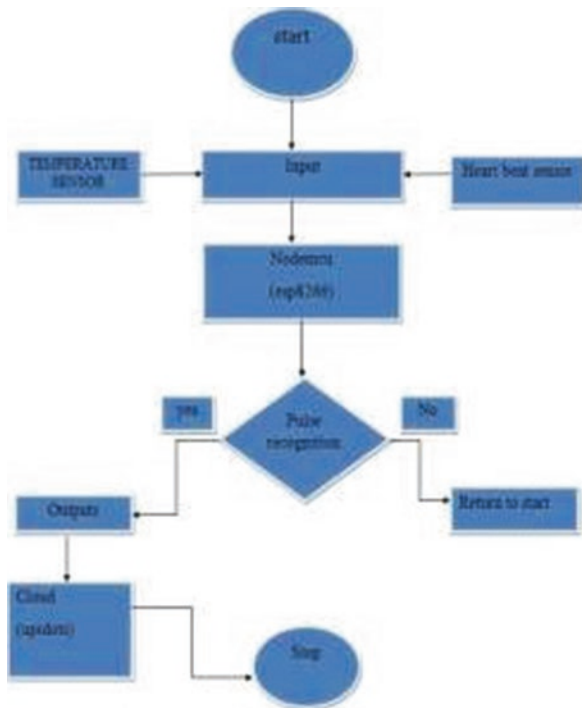 start
TEMPERATURE
SENSOR
Input
Heart beat sensor
Nodemcu
(esp8266)
yes
No
Pulse
recognition
Outputs
Return to start
Cloud
(update)
Stop